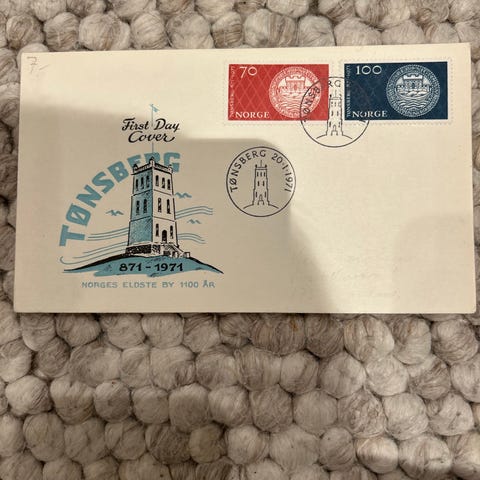 7,-
70
NORGE
100
NORGE
First Day
Cover
TØNSBERG
TØNSBERG 20·1·1971
871 - 1971
NORGES ELDSTE BY 1100 ÅR